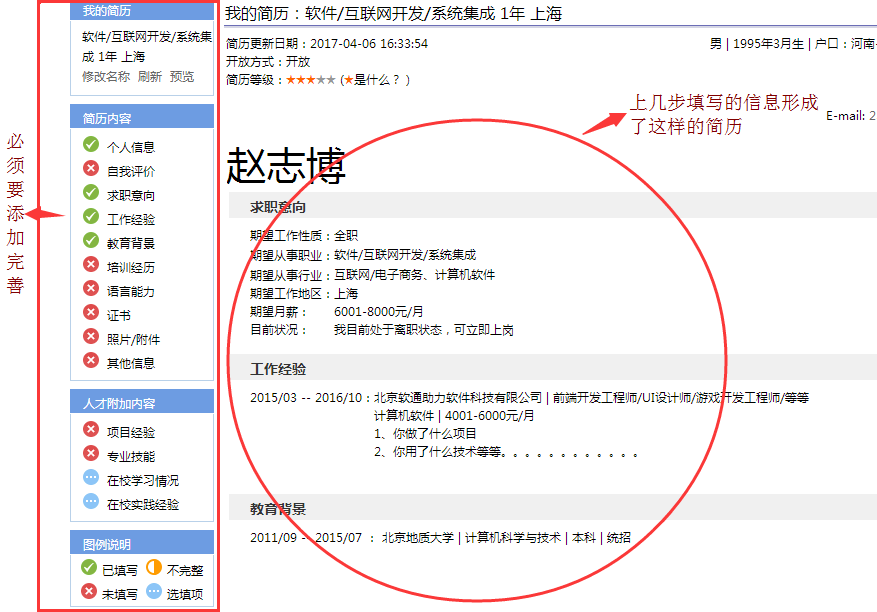 我的简历
软件/互联网开发/系统集
成 1年 上海
修改名称 刷新 预览
简历内容
个人信息
自我评价
求职意向
工作经验
教育背景
培训经历
语言能力
证书
照片/附件
其他信息
人才附加内容
项目经验
专业技能
在校学习情况
在校实践经验
图例说明
已填写 不完整
未填写 选填项
必须要添加完善
我的简历：软件/互联网开发/系统集成 1年 上海
简历更新日期：2017-04-06 16:33:54
男 | 1995年3月生 | 户口：河南
开放方式：开放
简历等级：★★★★★ (★是什么？)
上几步填写的信息形成
了这样的简历
E-mail: 2
赵志博
求职意向
期望工作性质：全职
期望从事职业：软件/互联网开发/系统集成
期望从事行业：互联网/电子商务、计算机软件
期望工作地区：上海
期望月薪： 6001-8000元/月
目前状况： 我目前处于离职状态，可立即上岗
工作经验
2015/03 -- 2016/10：北京软通助力软件科技有限公司 | 前端开发工程师/UI设计师/游戏开发工程师/等等
计算机软件 | 4001-6000元/月
1、你做了什么项目
2、你用了什么技术等等。。。。。。。。。。。。
教育背景
2011/09 -- 2015/07 ： 北京地质大学 | 计算机科学与技术 | 本科 | 统招